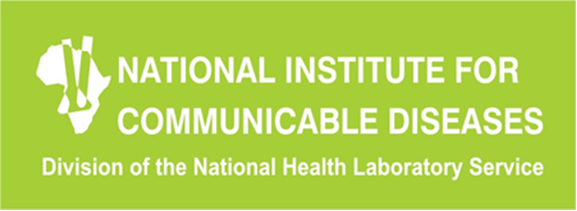 NATIONAL INSTITUTE FOR
COMMUNICABLE DISEASES
Division of the National Health Laboratory Service